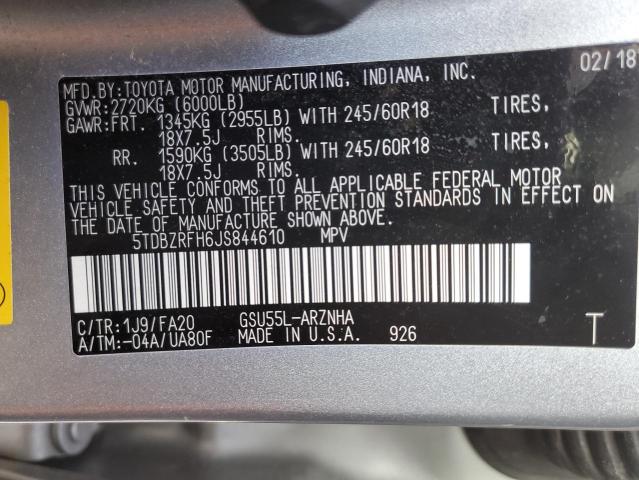 MFD.BY:TOYOTA MOTOR MANUFACTURING, INDIANA, INC. 02/18
GVWR:2720KG (6000LB)
GAWR:FRT. 1345KG (2955LB) WITH 245/60R18 TIRES,
18X7.5J RIMS.
RR. 1590KG (3505LB) WITH 245/60R18 TIRES,
18X7.5J RIMS.
THIS VEHICLE CONFORMS TO ALL APPLICABLE FEDERAL MOTOR
VEHICLE SAFETY AND THEFT PREVENTION STANDARDS IN EFFECT ON
THE DATE OF MANUFACTURE SHOWN ABOVE.
5TDBZRFH6JS844610 MPV
C/TR:1J9/FA20 GSU55L-ARZNHA
A/TM:-04A/UA80F MADE IN U.S.A. 926 T